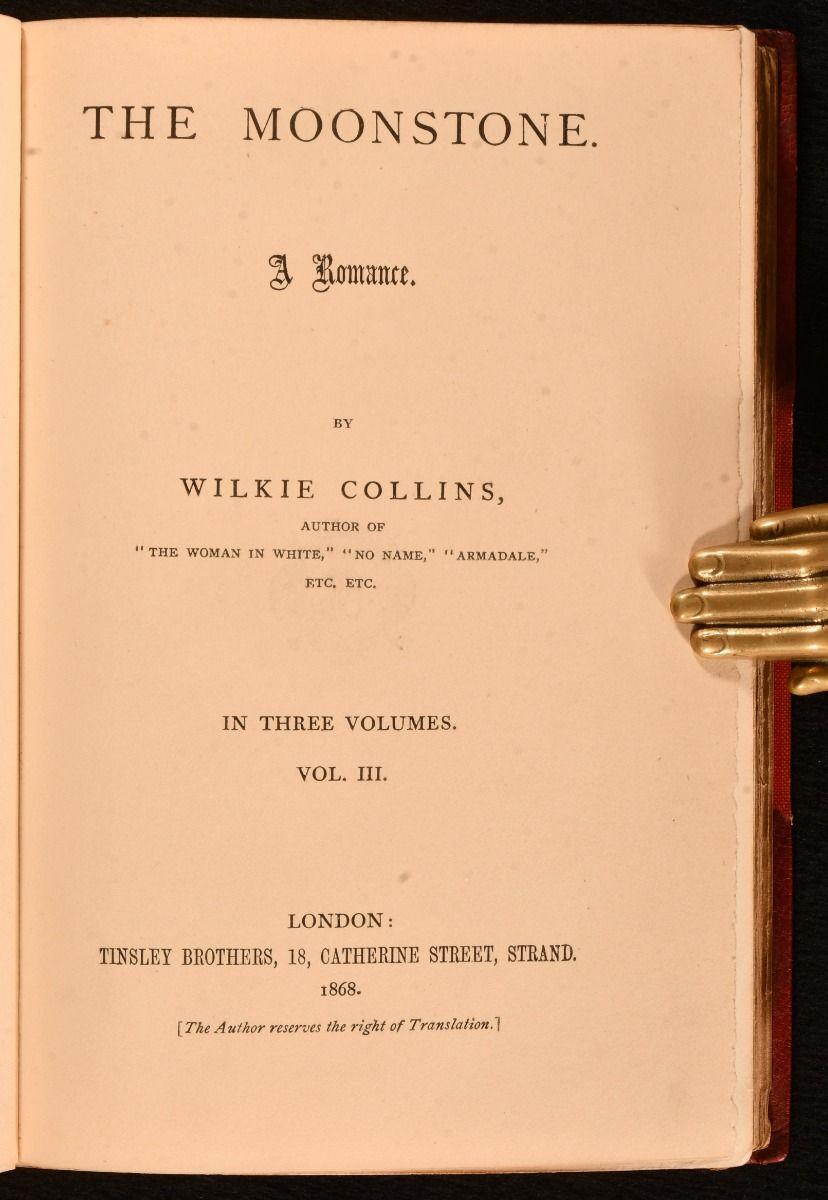 THE MOONSTONE.
A Romance.
BY
WILKIE COLLINS,
AUTHOR OF
"THE WOMAN IN WHITE," "NO NAME," "ARMADALE,"
ETC. ETC.
IN THREE VOLUMES.
VOL. III.
LONDON:
TINSLEY BROTHERS, 18, CATHERINE STREET, STRAND.
1868.
[The Author reserves the right of Translation.]